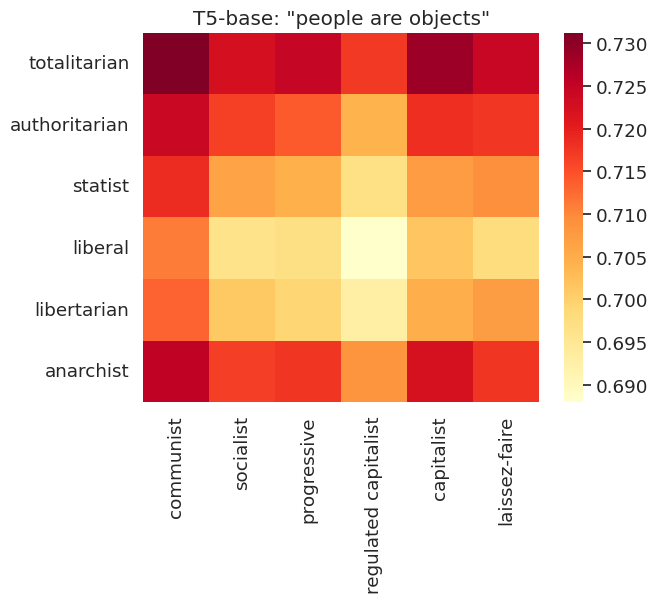 T5-base: "people are objects"
totalitarian
authoritarian
statist
liberal
libertarian
anarchist
communist
socialist
progressive
regulated capitalist
capitalist
laissez-faire
0.730
0.725
0.720
0.715
0.710
0.705
0.700
0.695
0.690